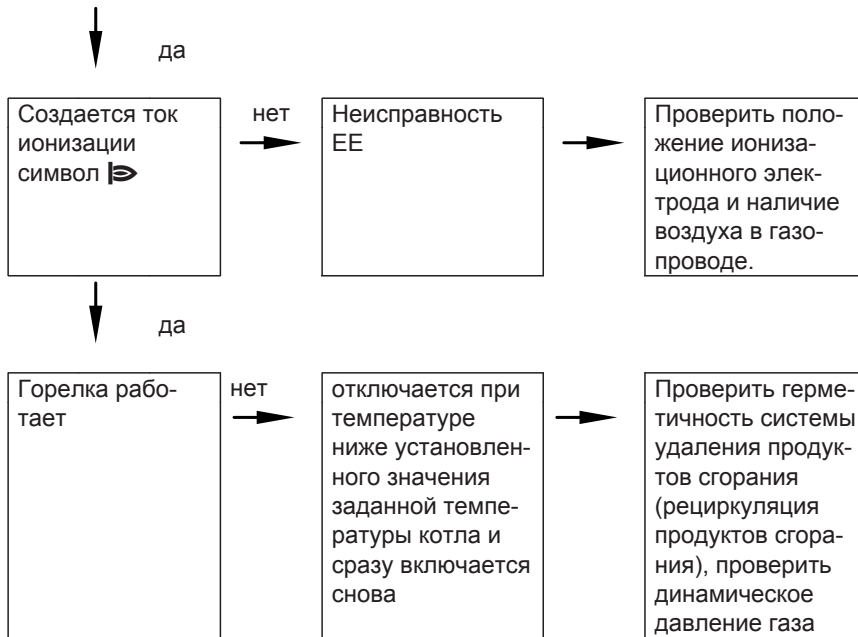 да
Создается ток
ионизации
символ
нет
Неисправность
EE
Проверить поло-
жение иониза-
ционного элек-
трода и наличие
воздуха в газо-
проводе.
да
Горелка рабо-
тает
нет
отключается при
температуре
ниже установлен-
ного значения
заданной темпе-
ратуры котла и
сразу включается
снова
Проверить герме-
тичность системы
удаления продук-
тов сгорания
(рециркуляция
продуктов сгора-
ния), проверить
динамическое
давление газа